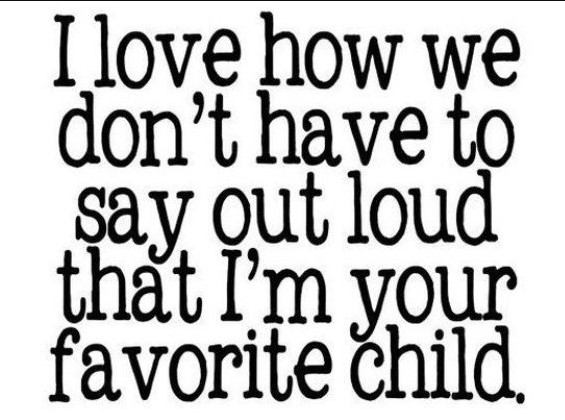 I love how we
don't have to
say out loud
that I'm your
favorite child.